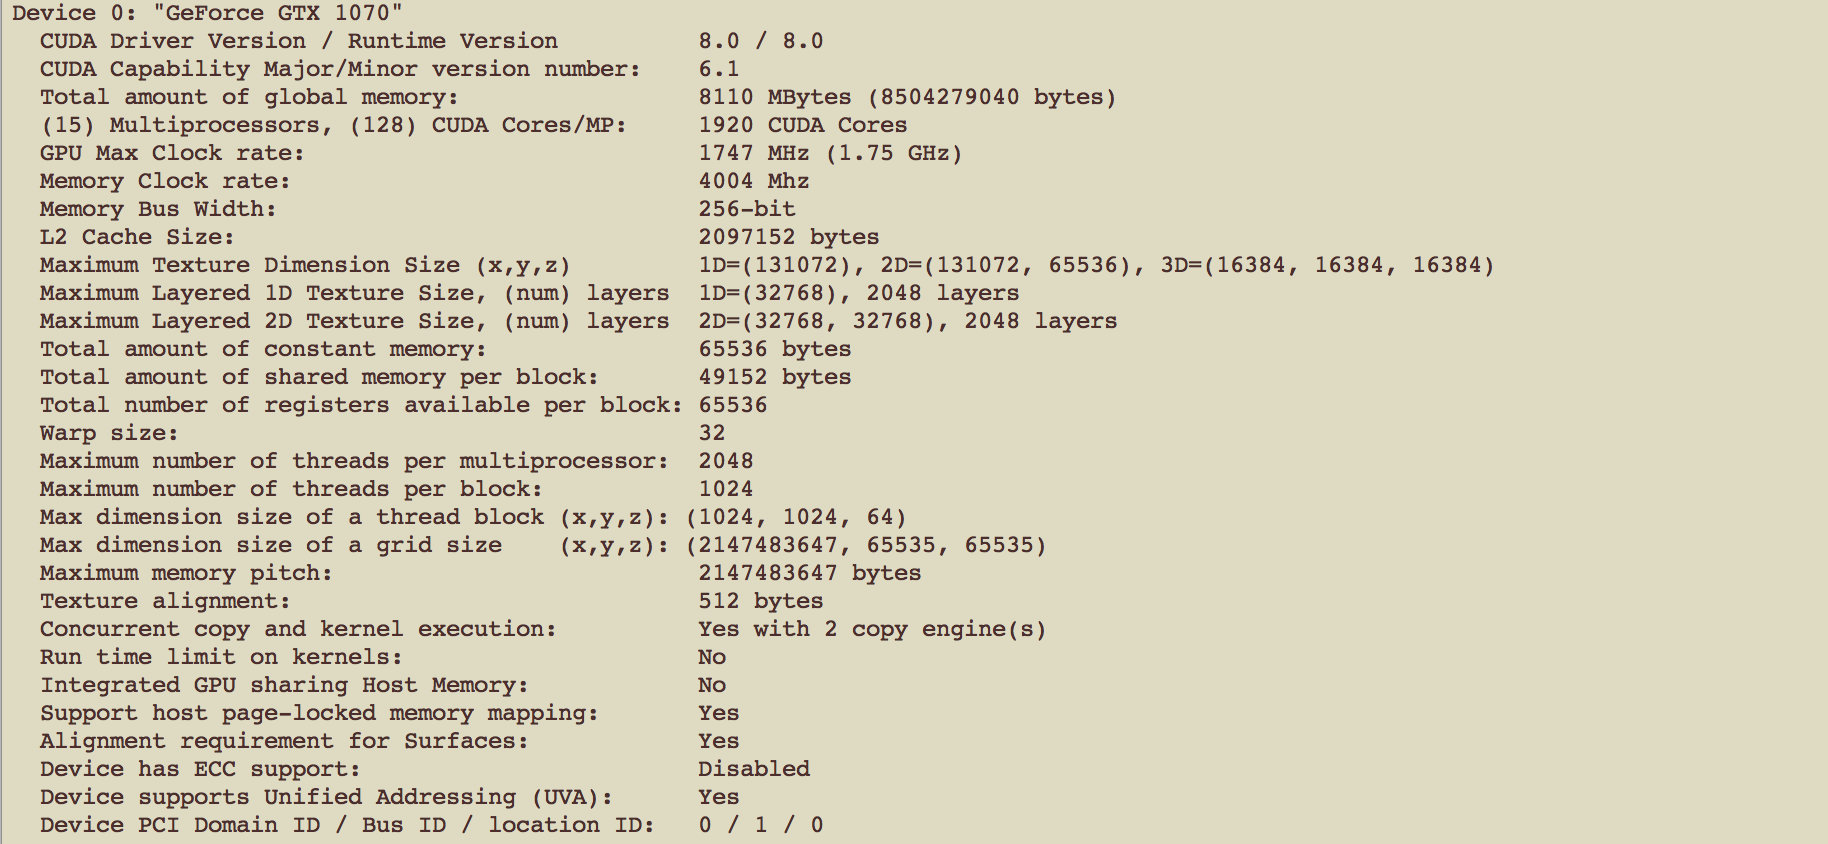 Device 0: "GeForce GTX 1070"
  CUDA Driver Version / Runtime Version          8.0 / 8.0
  CUDA Capability Major/Minor version number:    6.1
  Total amount of global memory:                 8110 MBytes (8504279040 bytes)
  (15) Multiprocessors, (128) CUDA Cores/MP:     1920 CUDA Cores
  GPU Max Clock rate:                            1747 MHz (1.75 GHz)
  Memory Clock rate:                             4004 Mhz
  Memory Bus Width:                              256-bit
  L2 Cache Size:                                 2097152 bytes
  Maximum Texture Dimension Size (x,y,z)         1D=(131072), 2D=(131072, 65536), 3D=(16384, 16384, 16384)
  Maximum Layered 1D Texture Size, (num) layers  1D=(32768), 2048 layers
  Maximum Layered 2D Texture Size, (num) layers  2D=(32768, 32768), 2048 layers
  Total amount of constant memory:               65536 bytes
  Total amount of shared memory per block:       49152 bytes
  Total number of registers available per block: 65536
  Warp size:                                     32
  Maximum number of threads per multiprocessor:  2048
  Maximum number of threads per block:           1024
  Max dimension size of a thread block (x,y,z): (1024, 1024, 64)
  Max dimension size of a grid size    (x,y,z): (2147483647, 65535, 65535)
  Maximum memory pitch:                          2147483647 bytes
  Texture alignment:                             512 bytes
  Concurrent copy and kernel execution:          Yes with 2 copy engine(s)
  Run time limit on kernels:                     No
  Integrated GPU sharing Host Memory:            No
  Support host page-locked memory mapping:       Yes
  Alignment requirement for Surfaces:            Yes
  Device has ECC support:                        Disabled
  Device supports Unified Addressing (UVA):      Yes
  Device PCI Domain ID / Bus ID / location ID:   0 / 1 / 0